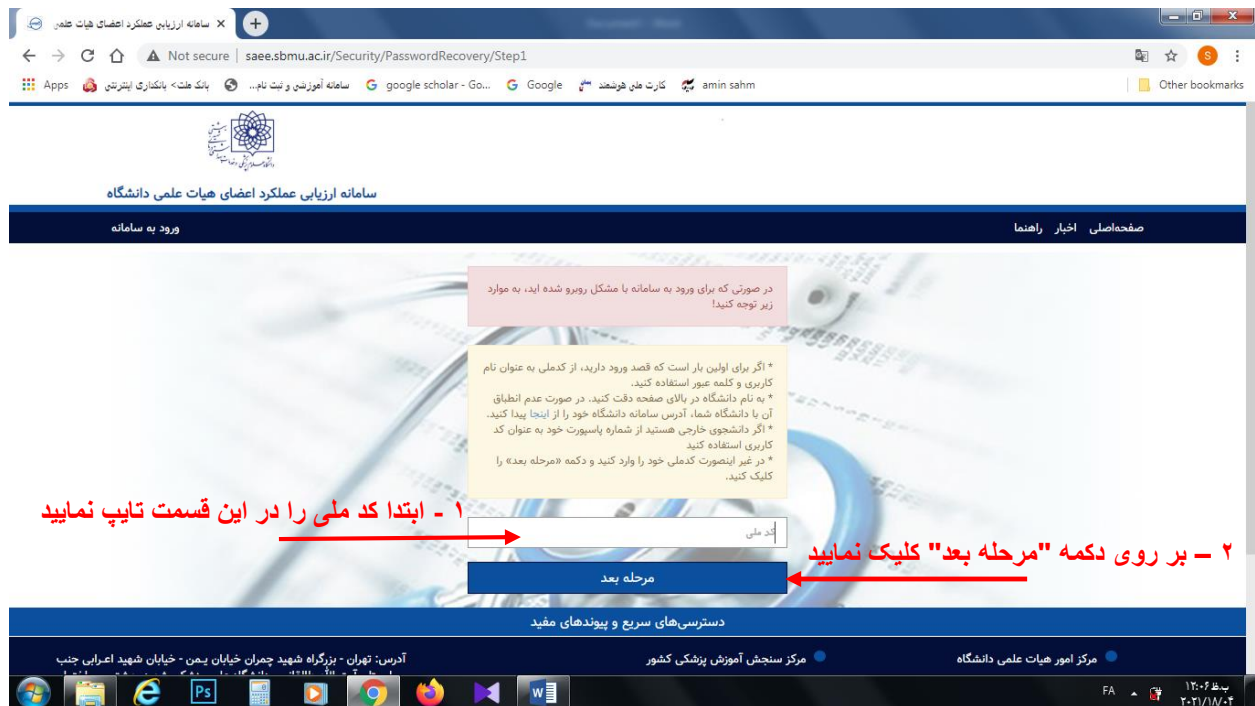 سامانه ارزیابی عملکرد اعضای هیات علمی
Not secure | saee.sbmu.ac.ir/Security/PasswordRecovery/Step1
Apps
بانک ملت> بانکداری اینترنتی
سامانه آموزشی و ثبت نام...
google scholar - Go...
Google
کارت ملی هوشمند
amin sahm
Other bookmarks
سامانه ارزیابی عملکرد اعضای هیات علمی دانشگاه
صفحه‌اصلی اخبار راهنما
ورود به سامانه
در صورتی که برای ورود به سامانه با مشکل روبرو شده اید، به موارد
زیر توجه کنید!
* اگر برای اولین بار است که قصد ورود دارید، از کدملی به عنوان نام
کاربری و کلمه عبور استفاده کنید.
* به نام دانشگاه در بالای صفحه دقت کنید. در صورت عدم انطباق
آن با دانشگاه شما، آدرس سامانه دانشگاه خود را از اینجا پیدا کنید.
* اگر دانشجوی خارجی هستید از شماره پاسپورت خود به عنوان کد
کاربری استفاده کنید
* در غیر اینصورت کدملی خود را وارد کنید و دکمه «مرحله بعد» را
کلیک کنید.
۱ - ابتدا کد ملی را در این قسمت تایپ نمایید
کد ملی
۲ – بر روی دکمه "مرحله بعد" کلیک نمایید
مرحله بعد
دسترسی‌های سریع و پیوندهای مفید
مرکز امور هیات علمی دانشگاه
مرکز سنجش آموزش پزشکی کشور
آدرس: تهران - بزرگراه شهید چمران خیابان یمن - خیابان شهید اعرابی جنب
Ps
W
FA
ب.ظ ۱۲:۰۶
۲۰۲۱/۱۸/۰۴